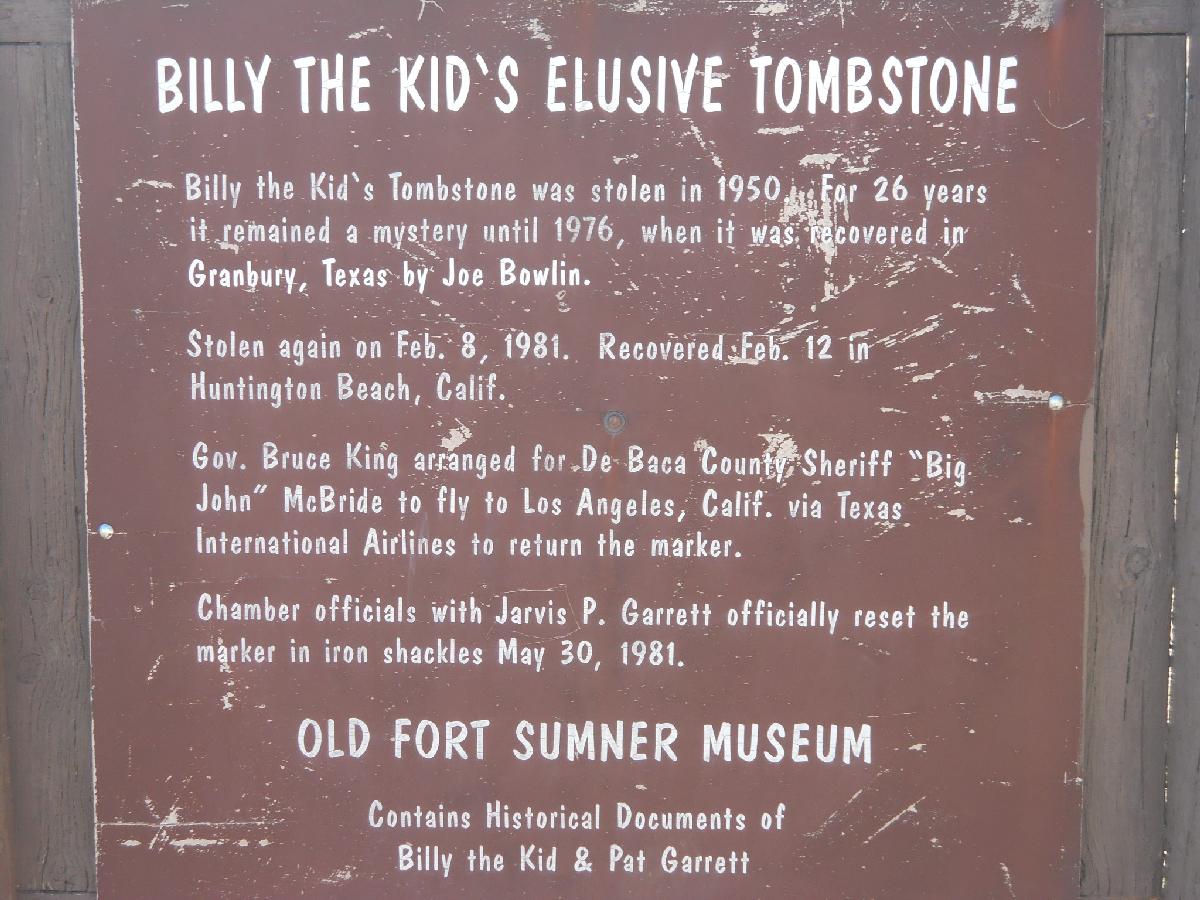 BILLY THE KID`S ELUSIVE TOMBSTONE
Billy the Kid`s Tombstone was stolen in 1950. For 26 years
it remained a mystery until 1976, when it was recovered in
Granbury, Texas by Joe Bowlin.
Stolen again on Feb. 8, 1981. Recovered Feb. 12 in
Huntington Beach, Calif.
Gov. Bruce King arranged for De Baca County Sheriff “Big
John” McBride to fly to Los Angeles, Calif. via Texas
International Airlines to return the marker.
Chamber officials with Jarvis P. Garrett officially reset the
marker in iron shackles May 30, 1981.
OLD FORT SUMNER MUSEUM
Contains Historical Documents of
Billy the Kid & Pat Garrett